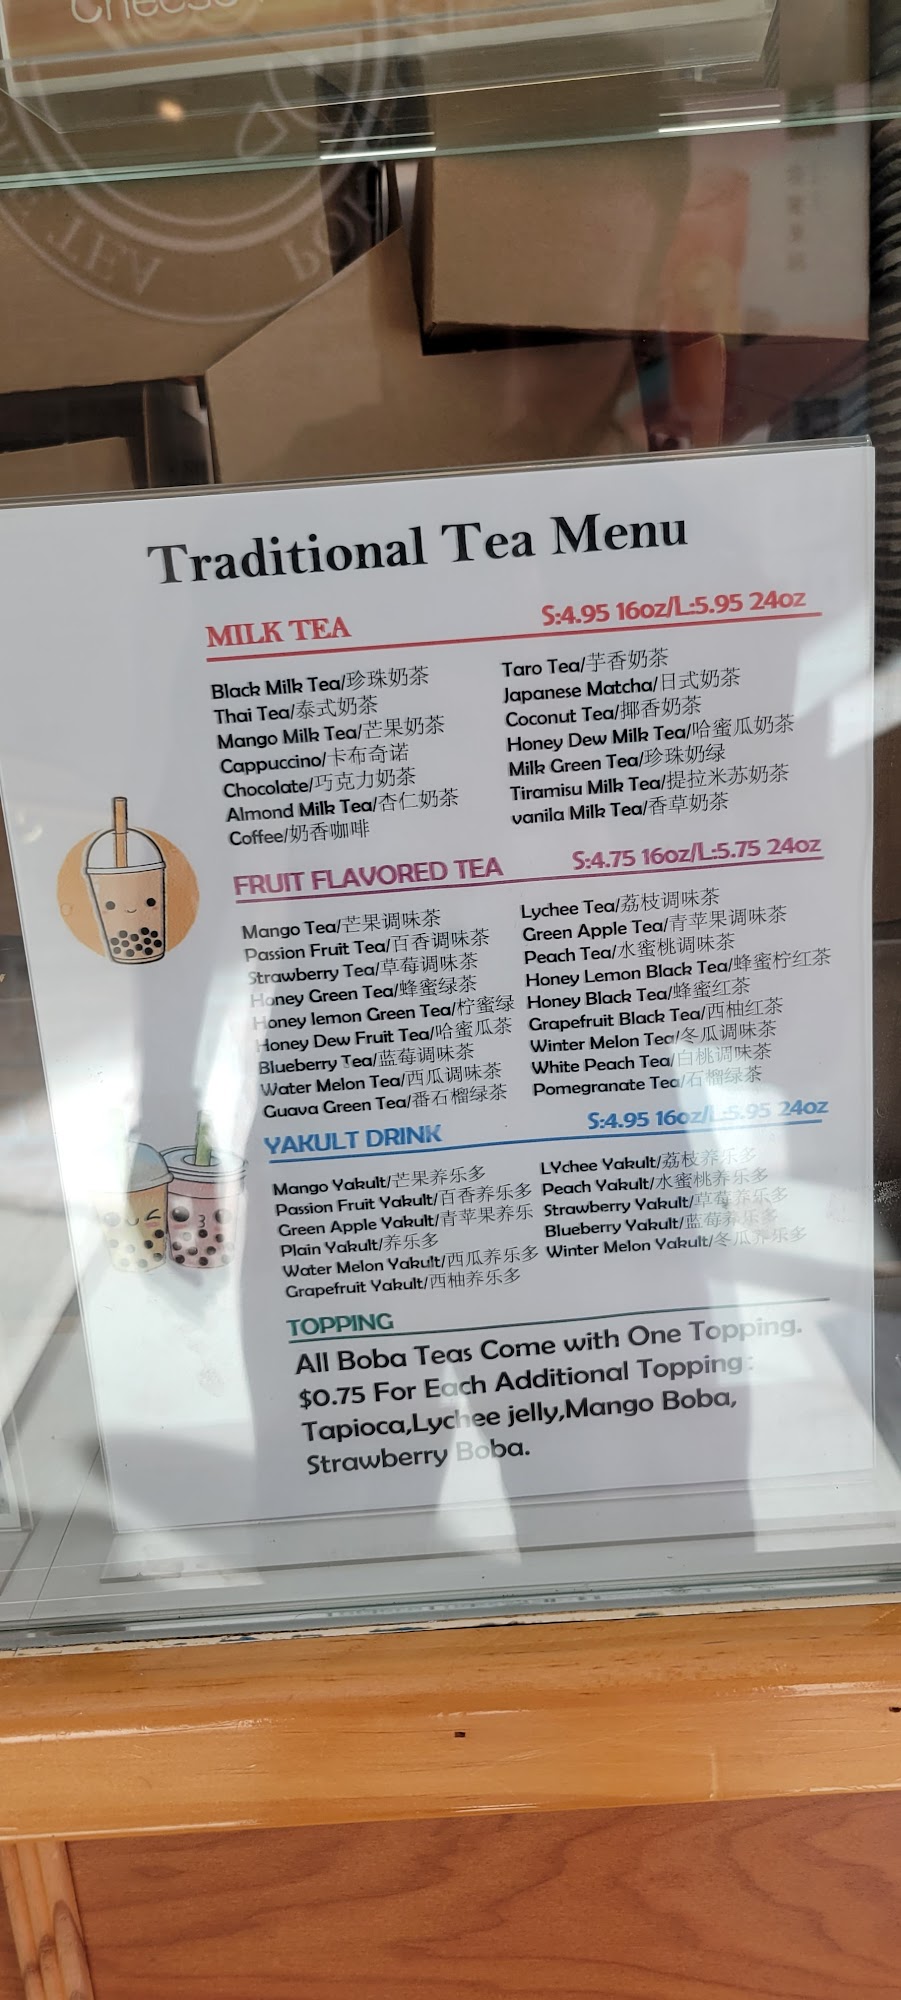 Cheese
TEA
Traditional Tea Menu
MILK TEA S:4.95 16oz/L:5.95 24oz
Black Milk Tea/珍珠奶茶
Thai Tea/泰式奶茶
Mango Milk Tea/芒果奶茶
Cappuccino/卡布奇诺
Chocolate/巧克力奶茶
Almond Milk Tea/杏仁奶茶
Coffee/奶香咖啡
Taro Tea/芋香奶茶
Japanese Matcha/日式奶茶
Coconut Tea/椰香奶茶
Honey Dew Milk Tea/哈蜜瓜奶茶
Milk Green Tea/珍珠奶绿
Tiramisu Milk Tea/提拉米苏奶茶
vanila Milk Tea/香草奶茶
FRUIT FLAVORED TEA S:4.75 16oz/L:5.75 24oz
Mango Tea/芒果调味茶
Passion Fruit Tea/百香调味茶
Strawberry Tea/草莓调味茶
Honey Green Tea/蜂蜜绿茶
Honey lemon Green Tea/柠蜜绿
Honey Dew Fruit Tea/哈蜜瓜茶
Blueberry Tea/蓝莓调味茶
Water Melon Tea/西瓜调味茶
Guava Green Tea/番石榴绿茶
Lychee Tea/荔枝调味茶
Green Apple Tea/青苹果调味茶
Peach Tea/水蜜桃调味茶
Honey Lemon Black Tea/蜂蜜柠红茶
Honey Black Tea/蜂蜜红茶
Grapefruit Black Tea/西柚红茶
Winter Melon Tea/冬瓜调味茶
White Peach Tea/白桃调味茶
Pomegranate Tea/石榴绿茶
YAKULT DRINK S:4.95 16oz/L:5.95 24oz
Mango Yakult/芒果养乐多
Passion Fruit Yakult/百香养乐多
Green Apple Yakult/青苹果养乐
Plain Yakult/养乐多
Water Melon Yakult/西瓜养乐多
Grapefruit Yakult/西柚养乐多
LYchee Yakult/荔枝养乐多
Peach Yakult/水蜜桃养乐多
Strawberry Yakult/草莓养乐多
Blueberry Yakult/蓝莓养乐多
Winter Melon Yakult/冬瓜养乐多
TOPPING
All Boba Teas Come with One Topping.
$0.75 For Each Additional Topping:
Tapioca,Lychee jelly,Mango Boba,
Strawberry Boba.